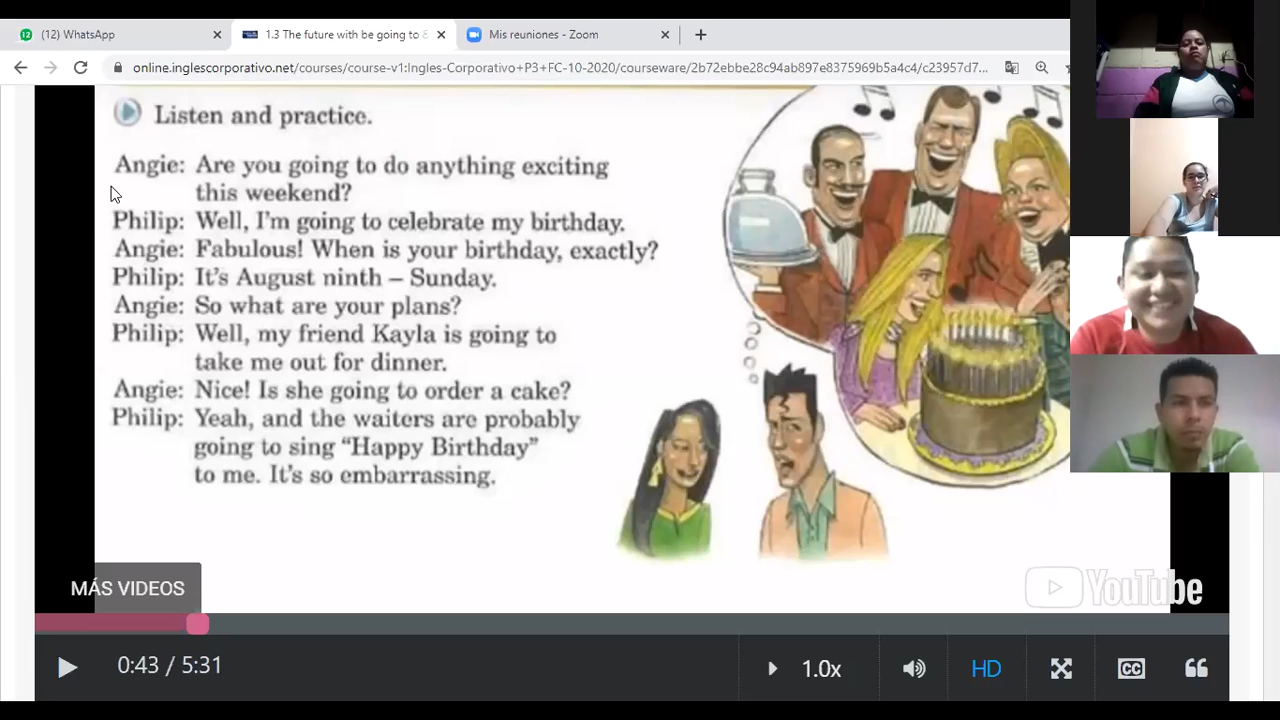 (12) WhatsApp
1.3 The future with be going to &
Mis reuniones - Zoom
online.inglescorporativo.net/courses/course-v1:Ingles-Corporativo+P3+FC-10-2020/courseware/2b72ebbe28c94ab897e8375969b5a4c4/c23957d7...
Listen and practice.
Angie: Are you going to do anything exciting
this weekend?
Philip: Well, I'm going to celebrate my birthday.
Angie: Fabulous! When is your birthday, exactly?
Philip: It's August ninth – Sunday.
Angie: So what are your plans?
Philip: Well, my friend Kayla is going to
take me out for dinner.
Angie: Nice! Is she going to order a cake?
Philip: Yeah, and the waiters are probably
going to sing “Happy Birthday”
to me. It's so embarrassing.
MÁS VIDEOS
YouTube
0:43 / 5:31
1.0x
HD
CC